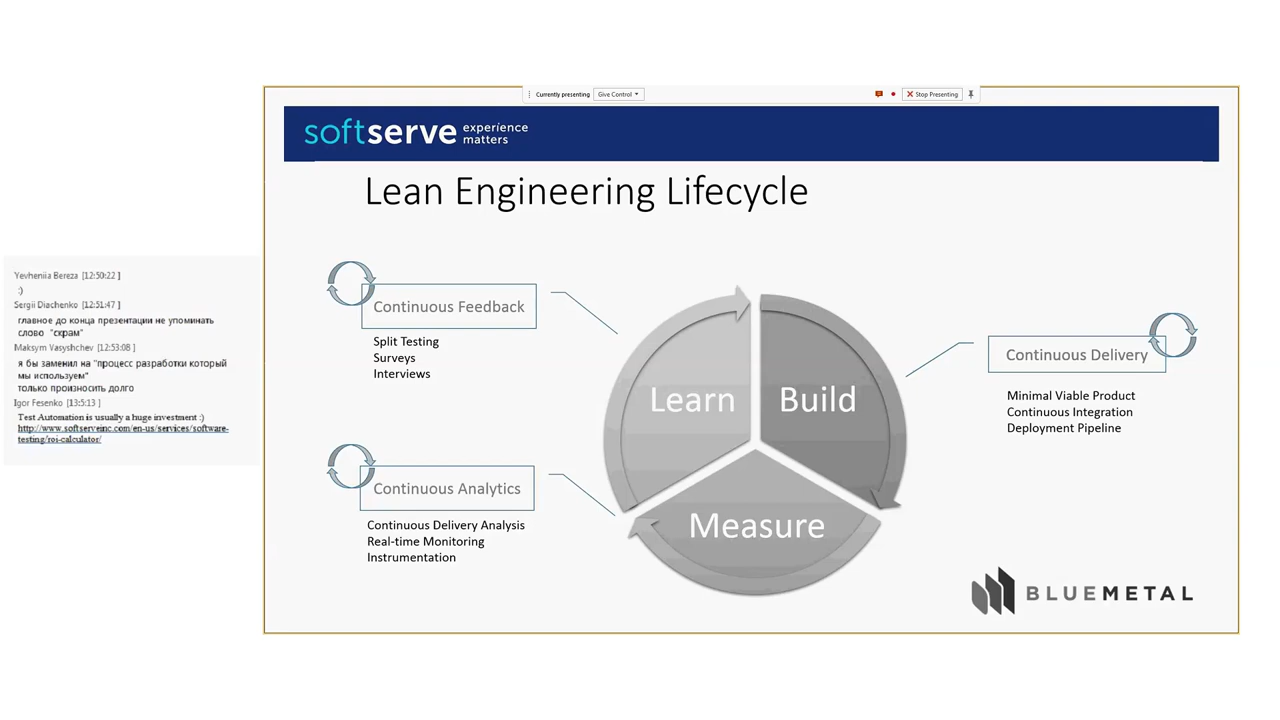 Currently presenting
Give Control
Stop Presenting
softserve experience matters
Lean Engineering Lifecycle
Yevheniia Bereza [12:50:22 ]
:)
Sergii Diachenko [12:51:47 ]
главное до конца презентации не упоминать
слово "скрам"
Maksym Vasyshchev [12:53:08 ]
я бы заменил на "процесс разработки который
мы используем"
только произносить долго
Igor Fesenko [13:5:13 ]
Test Automation is usually a huge investment :)
http://www.softserveinc.com/en-us/services/software-
testing/roi-calculator/
Continuous Feedback
Split Testing
Surveys
Interviews
Continuous Analytics
Continuous Delivery Analysis
Real-time Monitoring
Instrumentation
Learn
Build
Measure
Continuous Delivery
Minimal Viable Product
Continuous Integration
Deployment Pipeline
BLUEMETAL